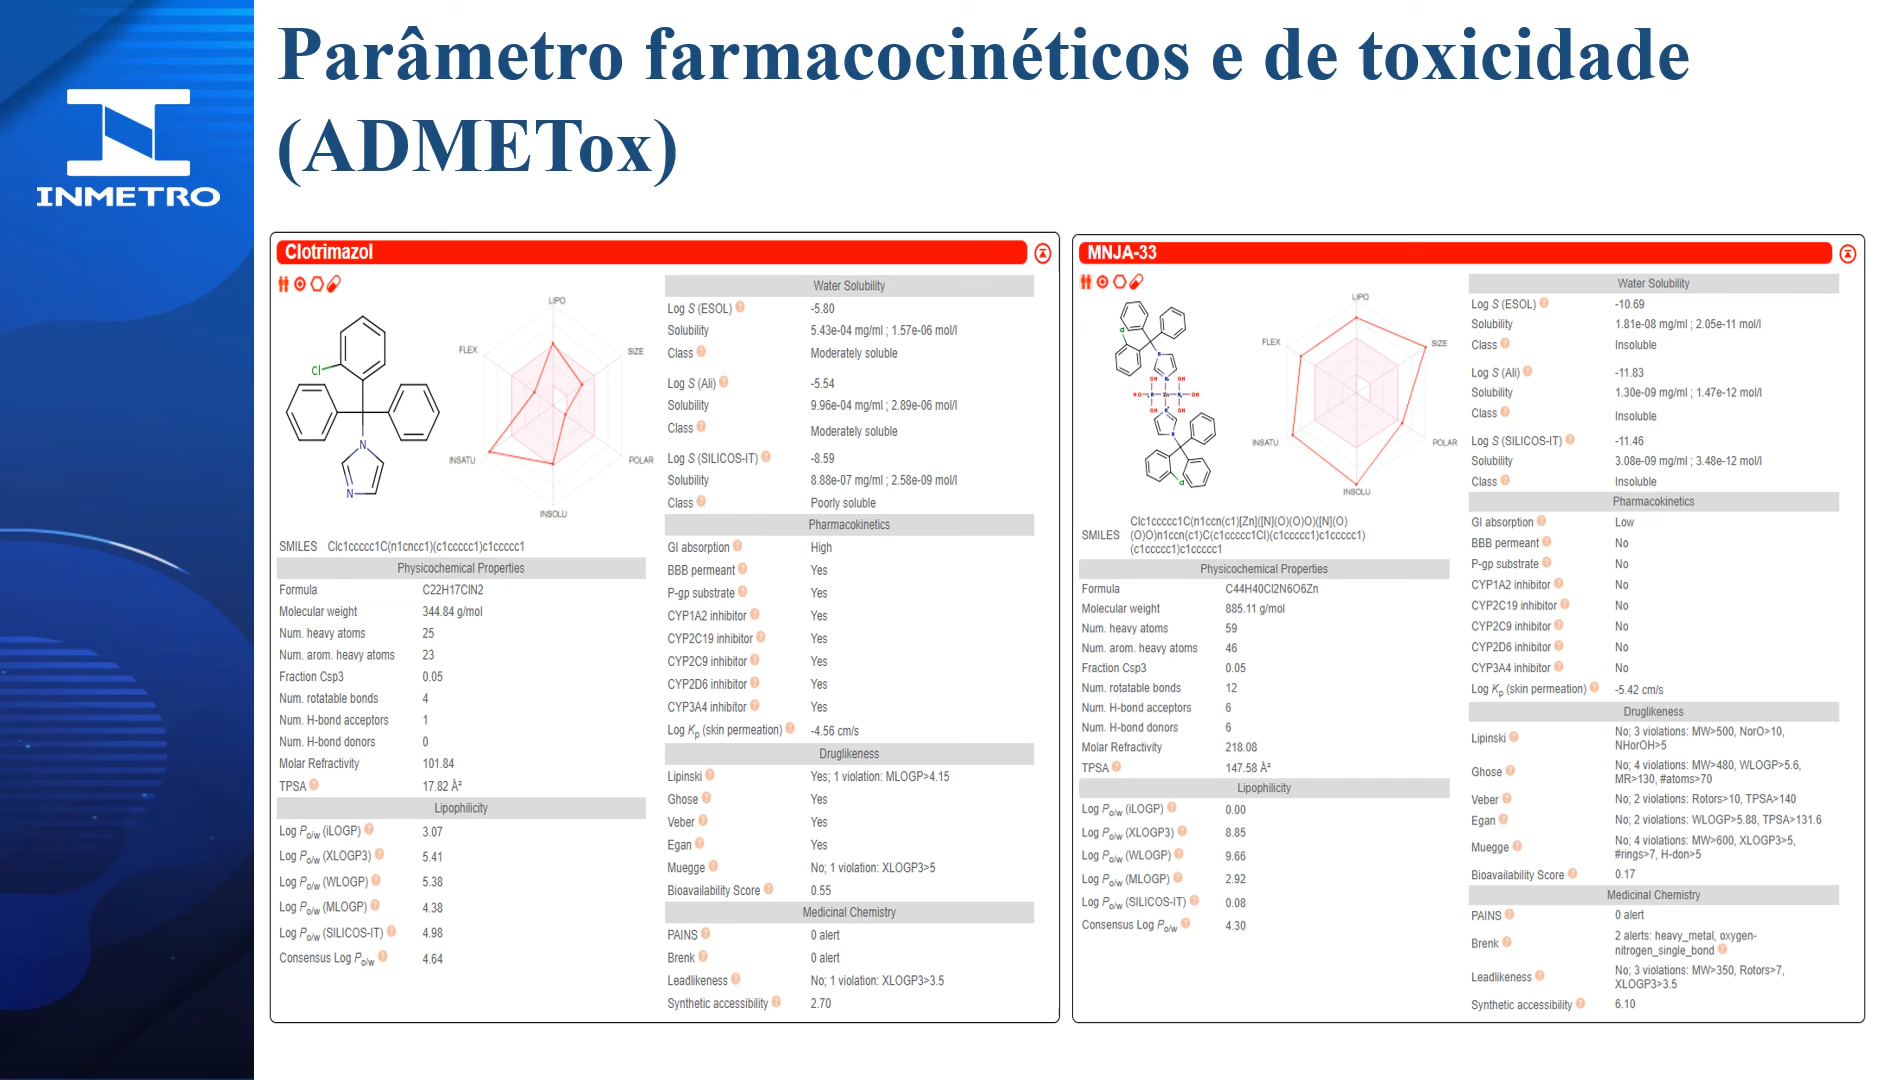 Parâmetro farmacocinéticos e de toxicidade
(ADMETox)
INMETRO
Clotrimazol
LIPO
FLEX
SIZE
INSATU
POLAR
INSOLU
Cl
N
N
SMILES Clc1ccccc1C(n1cncc1)(c1ccccc1)c1ccccc1
Physicochemical Properties
Formula C22H17ClN2
Molecular weight 344.84 g/mol
Num. heavy atoms 25
Num. arom. heavy atoms 23
Fraction Csp3 0.05
Num. rotatable bonds 4
Num. H-bond acceptors 1
Num. H-bond donors 0
Molar Refractivity 101.84
TPSA 17.82 Å²
Lipophilicity
Log Po/w (iLOGP) 3.07
Log Po/w (XLOGP3) 5.41
Log Po/w (WLOGP) 5.38
Log Po/w (MLOGP) 4.38
Log Po/w (SILICOS-IT) 4.98
Consensus Log Po/w 4.64
Water Solubility
Log S (ESOL) -5.80
Solubility 5.43e-04 mg/ml ; 1.57e-06 mol/l
Class Moderately soluble
Log S (Ali) -5.54
Solubility 9.96e-04 mg/ml ; 2.89e-06 mol/l
Class Moderately soluble
Log S (SILICOS-IT) -8.59
Solubility 8.88e-07 mg/ml ; 2.58e-09 mol/l
Class Poorly soluble
Pharmacokinetics
GI absorption High
BBB permeant Yes
P-gp substrate Yes
CYP1A2 inhibitor Yes
CYP2C19 inhibitor Yes
CYP2C9 inhibitor Yes
CYP2D6 inhibitor Yes
CYP3A4 inhibitor Yes
Log Kp (skin permeation) -4.56 cm/s
Druglikeness
Lipinski Yes; 1 violation: MLOGP>4.15
Ghose Yes
Veber Yes
Egan Yes
Muegge No; 1 violation: XLOGP3>5
Bioavailability Score 0.55
Medicinal Chemistry
PAINS 0 alert
Brenk 0 alert
Leadlikeness No; 1 violation: XLOGP3>3.5
Synthetic accessibility 2.70
MNJA-33
LIPO
FLEX
SIZE
INSATU
POLAR
INSOLU
SMILES Clc1ccccc1C(n1ccn(c1)[Zn]([N](O)(O)O)([N](O)
(O)O)n1ccn(c1)C(c1ccccc1Cl)(c1ccccc1)c1ccccc1)
(c1ccccc1)c1ccccc1
Physicochemical Properties
Formula C44H40Cl2N6O6Zn
Molecular weight 885.11 g/mol
Num. heavy atoms 59
Num. arom. heavy atoms 46
Fraction Csp3 0.05
Num. rotatable bonds 12
Num. H-bond acceptors 6
Num. H-bond donors 6
Molar Refractivity 218.08
TPSA 147.58 Å²
Lipophilicity
Log Po/w (iLOGP) 0.00
Log Po/w (XLOGP3) 8.85
Log Po/w (WLOGP) 9.66
Log Po/w (MLOGP) 2.92
Log Po/w (SILICOS-IT) 0.08
Consensus Log Po/w 4.30
Water Solubility
Log S (ESOL) -10.69
Solubility 1.81e-08 mg/ml ; 2.05e-11 mol/l
Class Insoluble
Log S (Ali) -11.83
Solubility 1.30e-09 mg/ml ; 1.47e-12 mol/l
Class Insoluble
Log S (SILICOS-IT) -11.46
Solubility 3.08e-09 mg/ml ; 3.48e-12 mol/l
Class Insoluble
Pharmacokinetics
GI absorption Low
BBB permeant No
P-gp substrate No
CYP1A2 inhibitor No
CYP2C19 inhibitor No
CYP2C9 inhibitor No
CYP2D6 inhibitor No
CYP3A4 inhibitor No
Log Kp (skin permeation) -5.42 cm/s
Druglikeness
Lipinski No; 3 violations: MW>500, NorO>10,
NHorOH>5
Ghose No; 4 violations: MW>480, WLOGP>5.6,
MR>130, #atoms>70
Veber No; 2 violations: Rotors>10, TPSA>140
Egan No; 2 violations: WLOGP>5.88, TPSA>131.6
Muegge No; 4 violations: MW>600, XLOGP3>5,
#rings>7, H-don>5
Bioavailability Score 0.17
Medicinal Chemistry
PAINS 0 alert
Brenk 2 alerts: heavy_metal, oxygen-
nitrogen_single_bond
Leadlikeness No; 3 violations: MW>350, Rotors>7,
XLOGP3>3.5
Synthetic accessibility 6.10